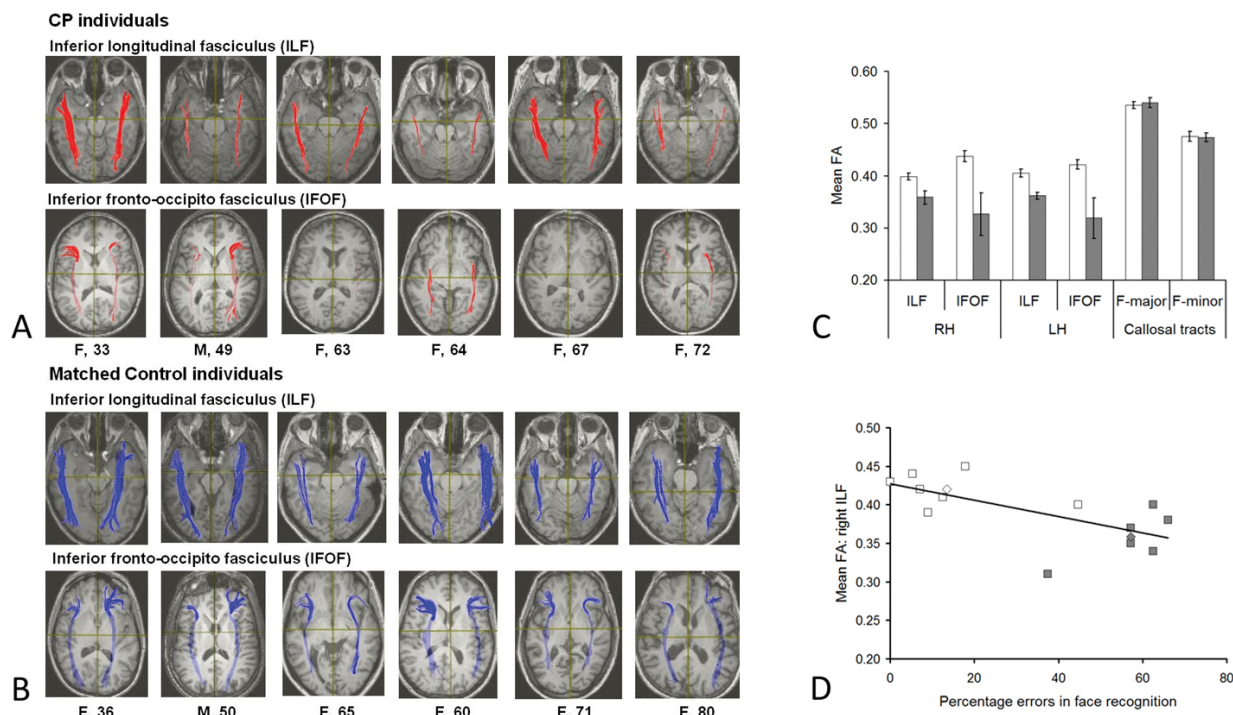 CP individuals
Inferior longitudinal fasciculus (ILF)
Inferior fronto-occipito fasciculus (IFOF)
A
F, 33 M, 49 F, 63 F, 64 F, 67 F, 72
Matched Control individuals
Inferior longitudinal fasciculus (ILF)
Inferior fronto-occipito fasciculus (IFOF)
B
F, 36 M, 50 F, 65 F, 60 F, 71 F, 80
Mean FA
0.60
0.50
0.40
0.30
0.20
ILF IFOF ILF IFOF F-major F-minor
RH LH Callosal tracts
C
Mean FA: right ILF
0.50
0.45
0.40
0.35
0.30
0.25
0.20
0 20 40 60 80
Percentage errors in face recognition
D